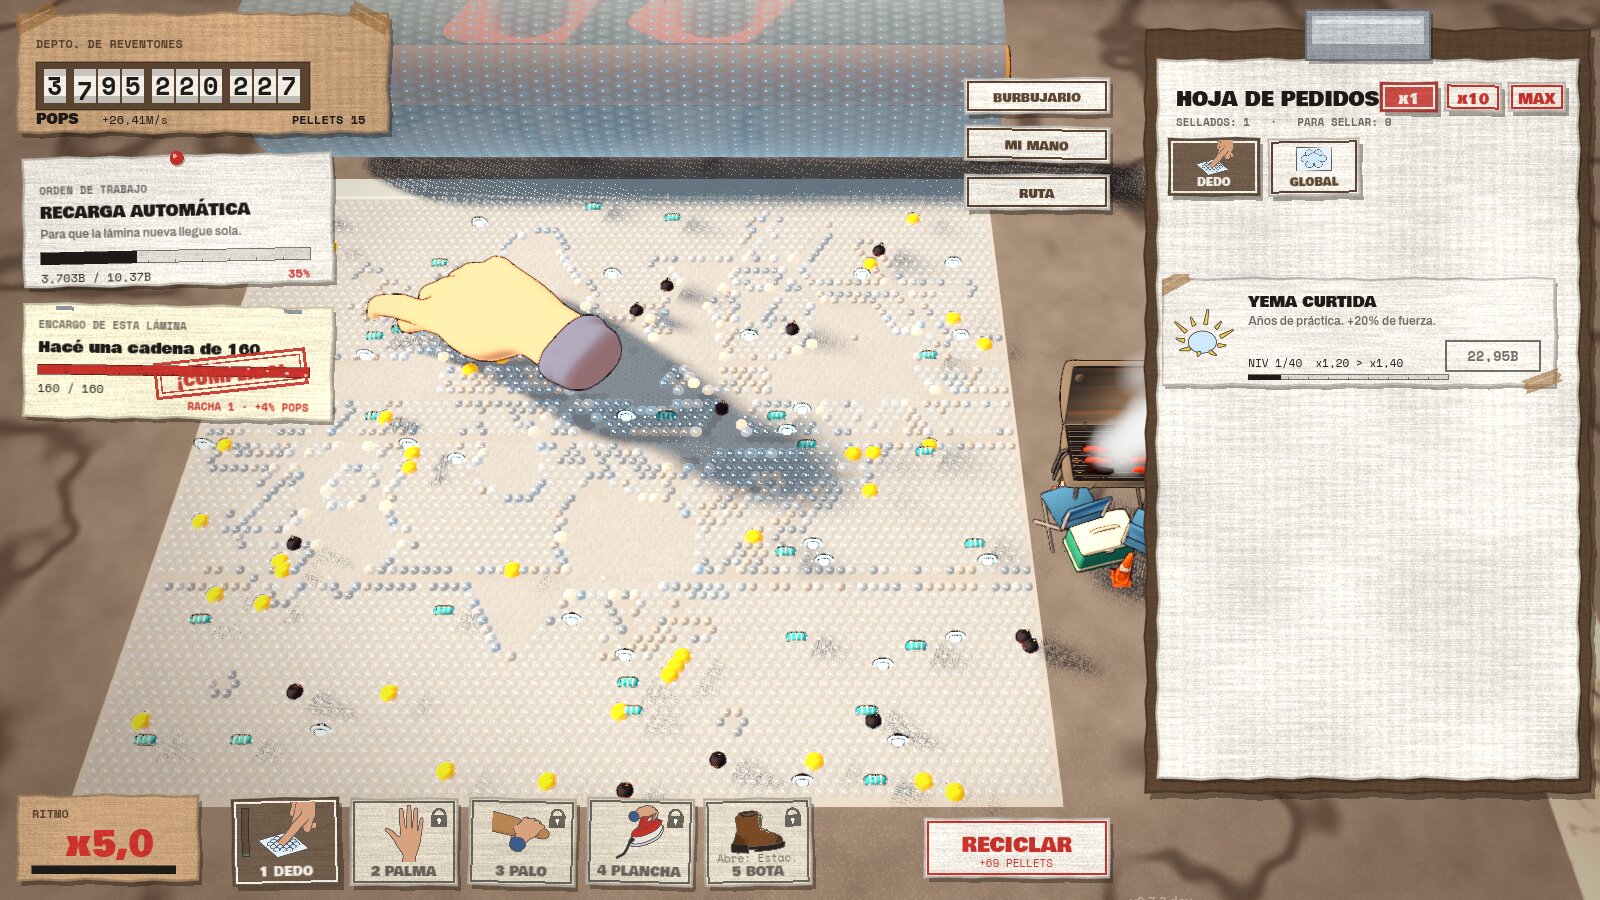 DEPTO. DE REVENTONES
3 795 220 227
POPS +26,41M/s PELLETS 15
ORDEN DE TRABAJO
RECARGA AUTOMÁTICA
Para que la lámina nueva llegue sola.
3.703B / 10.37B 35%
ENCARGO DE ESTA LÁMINA
Hacé una cadena de 160
160 / 160
RACHA 1 · +4% POPS
BURBUJARIO
MI MANO
RUTA
HOJA DE PEDIDOS x1 x10 MAX
SELLADOS: 1 · PARA SELLAR: 0
DEDO GLOBAL
YEMA CURTIDA
Años de práctica. +20% de fuerza.
NIV 1/40 x1,20 > x1,40 22,95B
RITMO
x5,0
1 DEDO
2 PALMA
3 PALO
4 PLANCHA
Abre: Estac.
5 BOTA
RECICLAR
+69 PELLETS